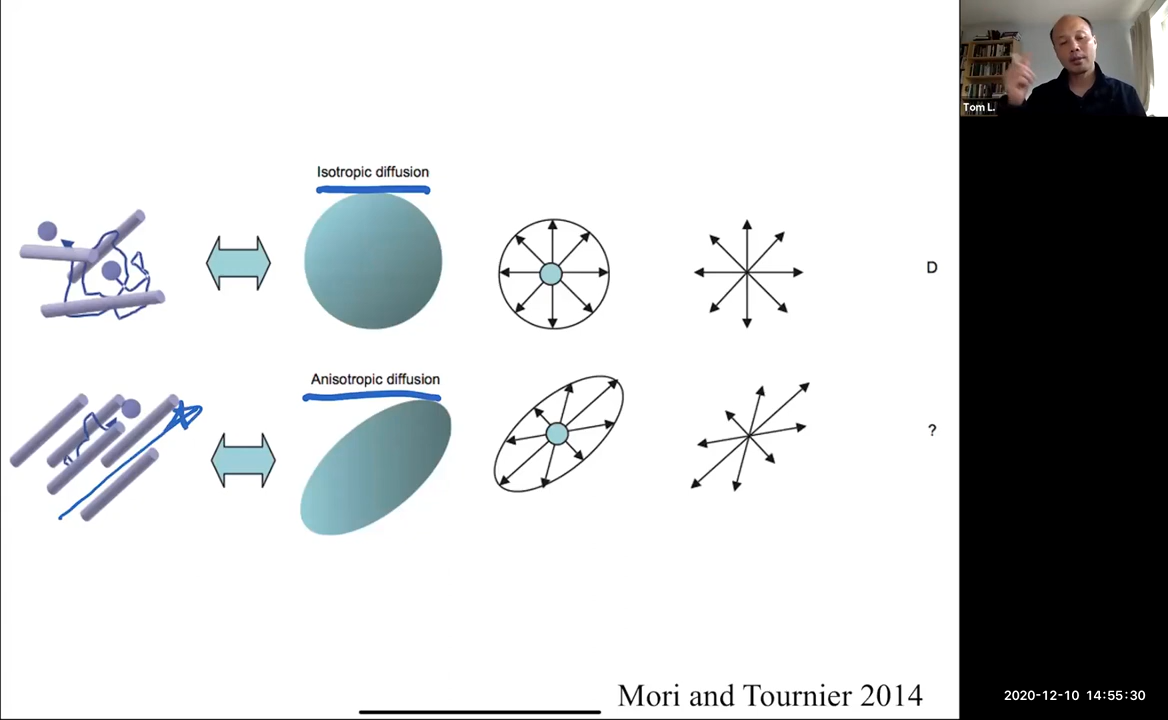 Tom L.
Isotropic diffusion
D
Anisotropic diffusion
?
Mori and Tournier 2014
2020-12-10 14:55:30